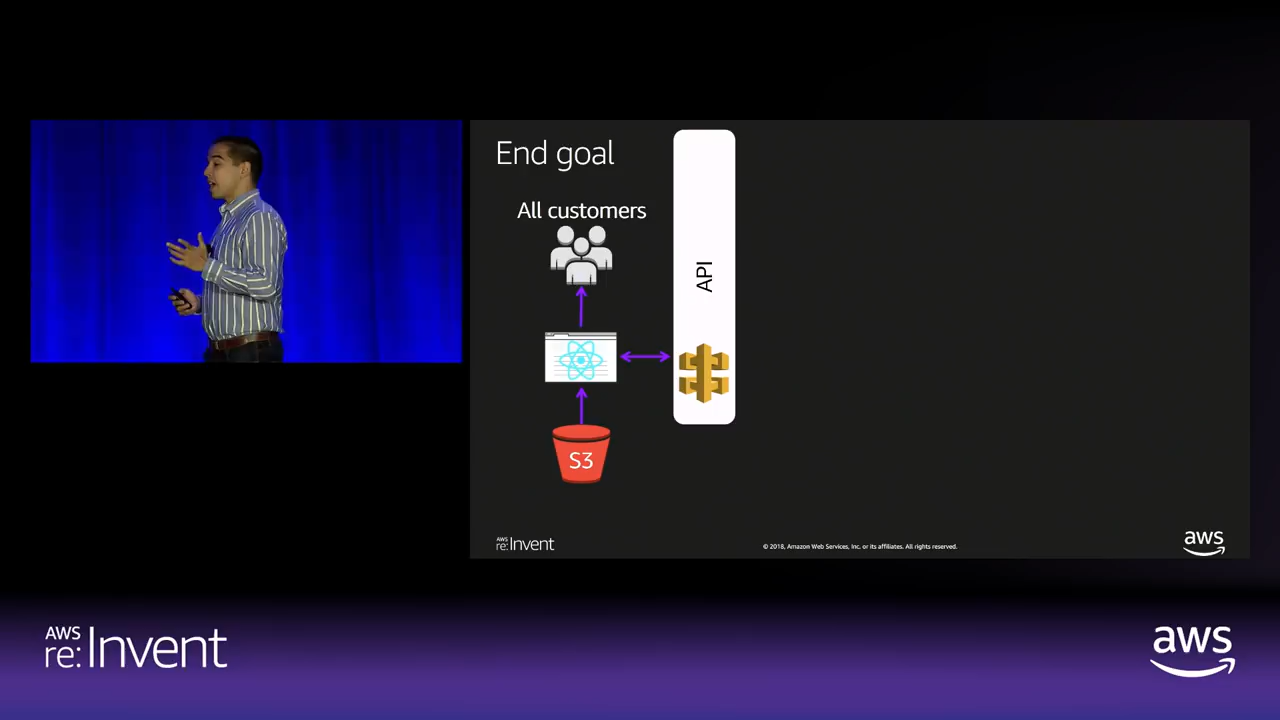 End goal
All customers
API
S3
AWS
re:Invent
© 2018, Amazon Web Services, Inc. or its affiliates. All rights reserved.
aws
AWS
re:Invent
aws